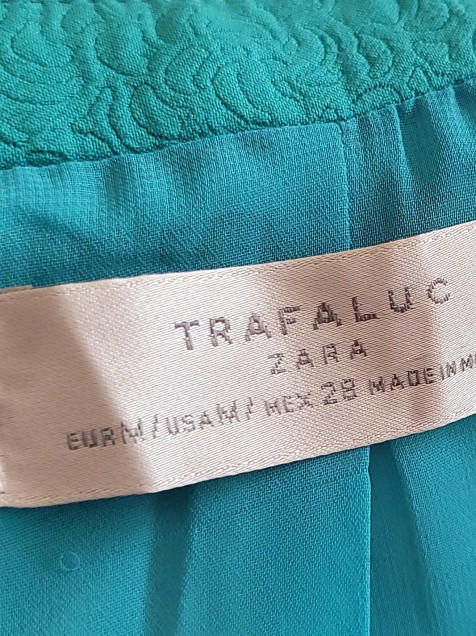 TRAFALUC
ZARA
EUR M / USA M / MEX 28 MADE IN